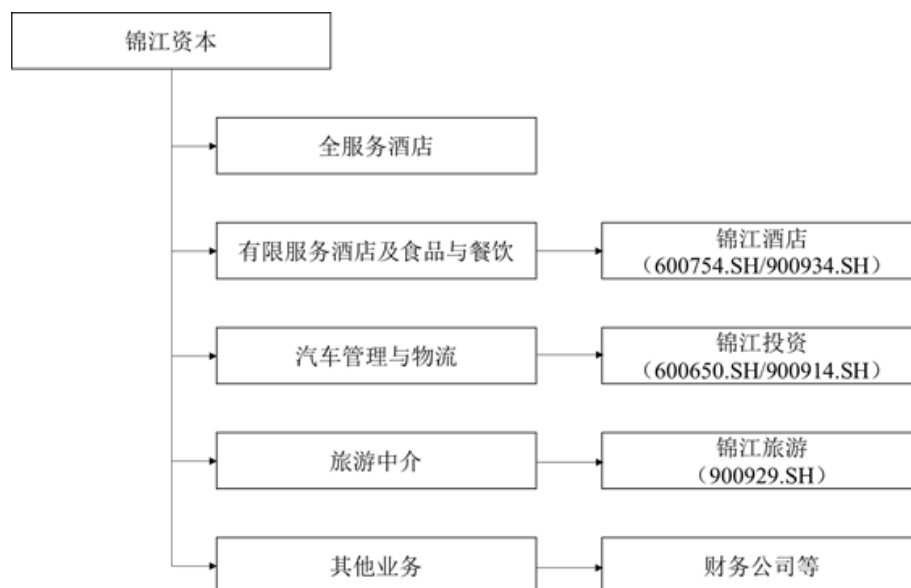 锦江资本
全服务酒店
有限服务酒店及食品与餐饮
锦江酒店
（600754.SH/900934.SH）
汽车管理与物流
锦江投资
（600650.SH/900914.SH）
旅游中介
锦江旅游
（900929.SH）
其他业务
财务公司等